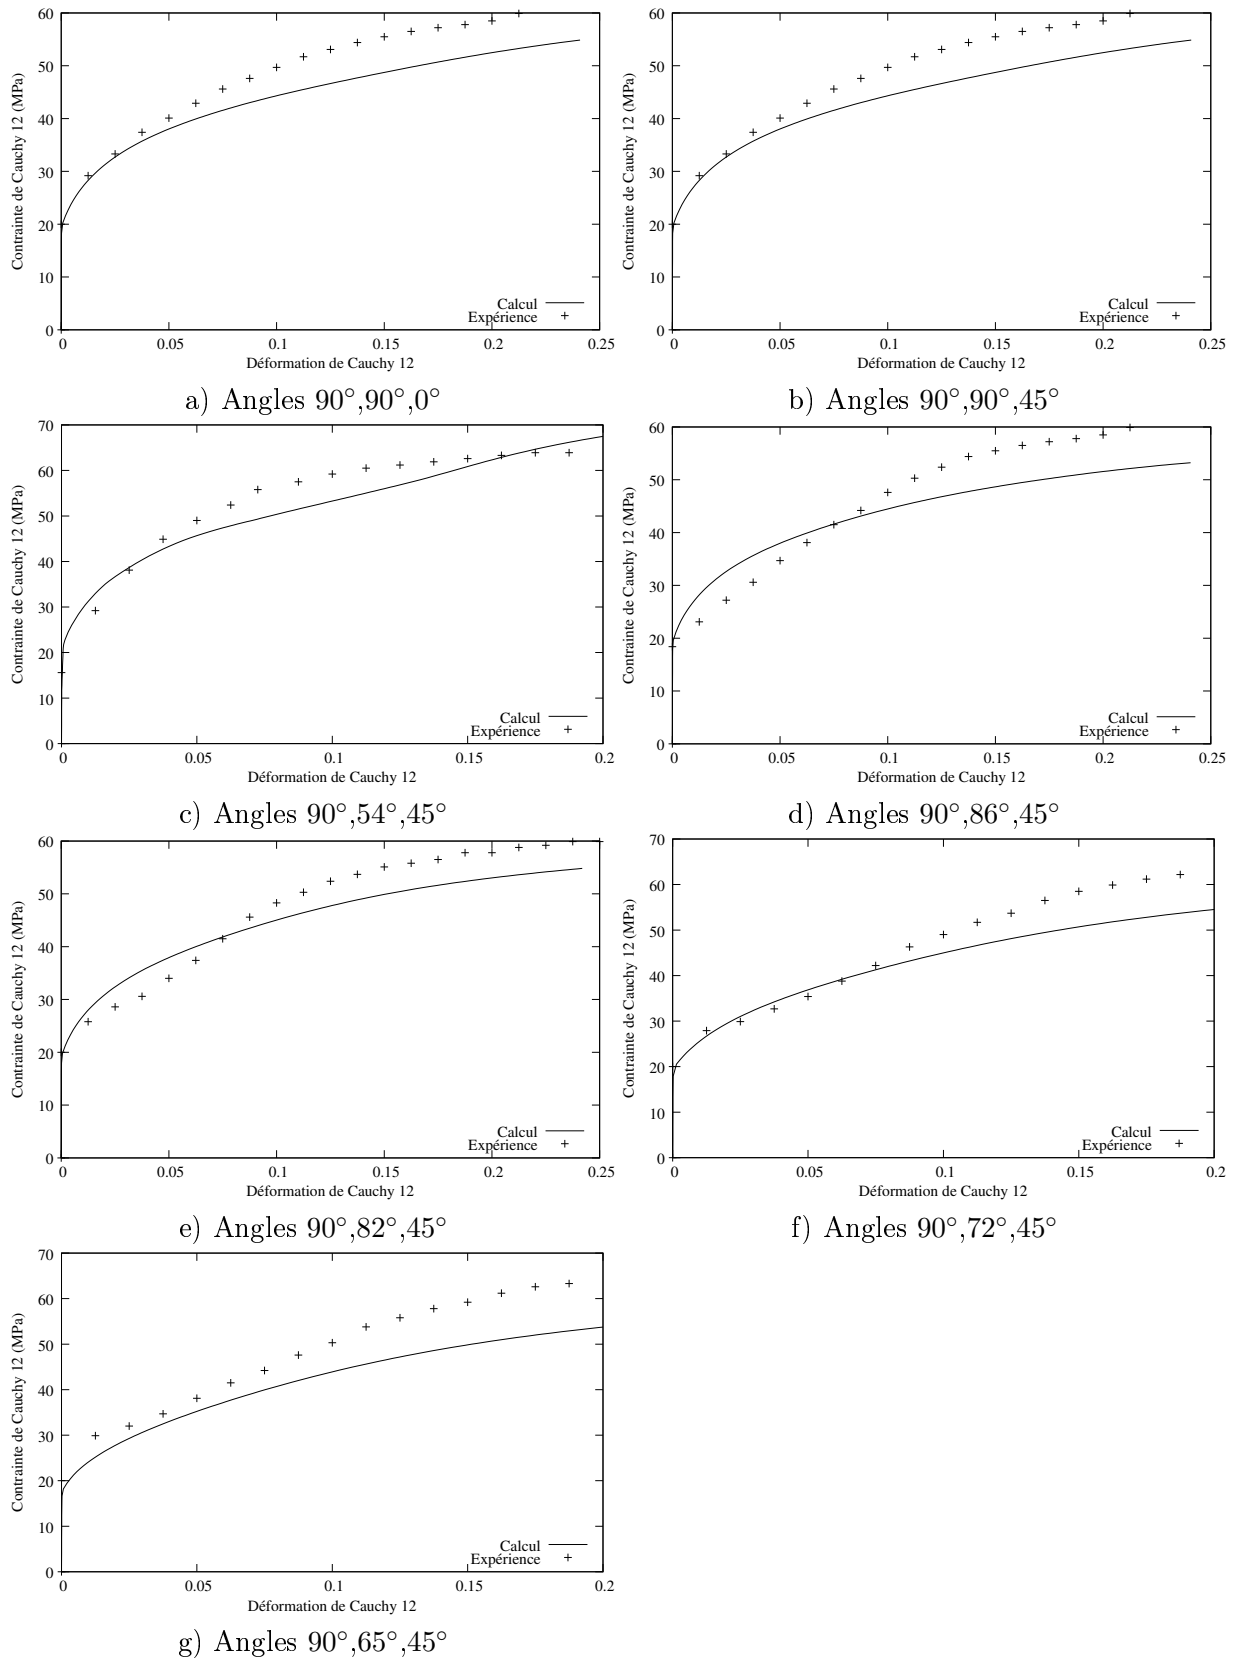 60
50
40
30
20
10
0
Contrainte de Cauchy 12 (MPa)
Calcul
Expérience
0 0.05 0.1 0.15 0.2 0.25
Déformation de Cauchy 12
a) Angles 90°,90°,0°
60
50
40
30
20
10
0
Contrainte de Cauchy 12 (MPa)
Calcul
Expérience
0 0.05 0.1 0.15 0.2 0.25
Déformation de Cauchy 12
b) Angles 90°,90°,45°
70
60
50
40
30
20
10
0
Contrainte de Cauchy 12 (MPa)
Calcul
Expérience
0 0.05 0.1 0.15 0.2
Déformation de Cauchy 12
c) Angles 90°,54°,45°
60
50
40
30
20
10
0
Contrainte de Cauchy 12 (MPa)
Calcul
Expérience
0 0.05 0.1 0.15 0.2 0.25
Déformation de Cauchy 12
d) Angles 90°,86°,45°
60
50
40
30
20
10
0
Contrainte de Cauchy 12 (MPa)
Calcul
Expérience
0 0.05 0.1 0.15 0.2 0.25
Déformation de Cauchy 12
e) Angles 90°,82°,45°
70
60
50
40
30
20
10
0
Contrainte de Cauchy 12 (MPa)
Calcul
Expérience
0 0.05 0.1 0.15 0.2
Déformation de Cauchy 12
f) Angles 90°,72°,45°
70
60
50
40
30
20
10
0
Contrainte de Cauchy 12 (MPa)
Calcul
Expérience
0 0.05 0.1 0.15 0.2
Déformation de Cauchy 12
g) Angles 90°,65°,45°